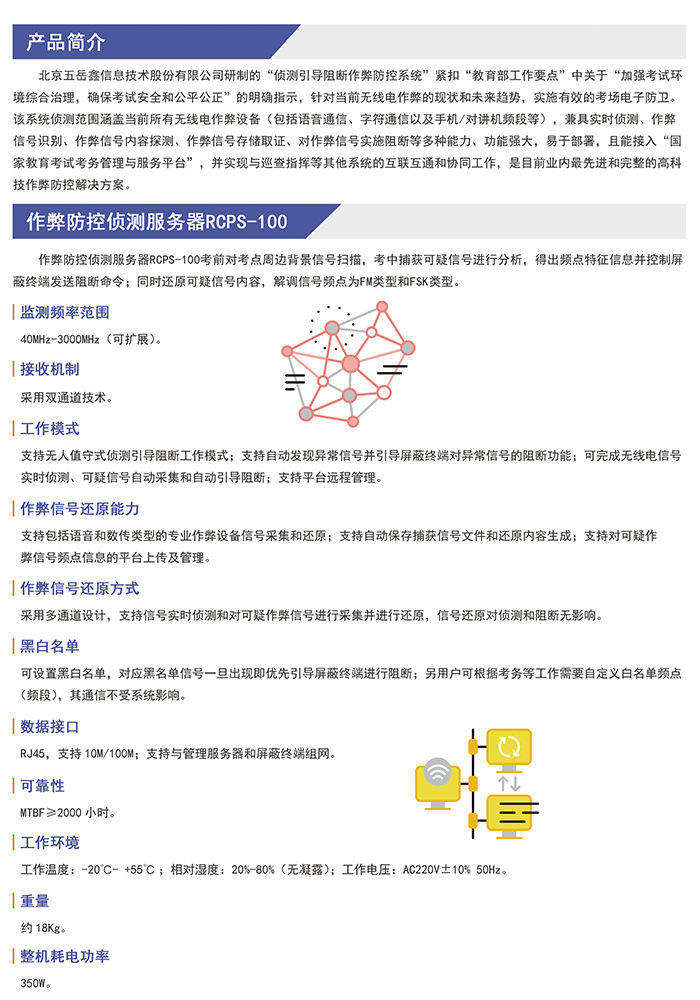 产品简介
北京五岳鑫信息技术股份有限公司研制的“侦测引导阻断作弊防控系统”紧扣“教育部工作要点”中关于“加强考试环
境综合治理，确保考试安全和公平公正”的明确指示，针对当前无线电作弊的现状和未来趋势，实施有效的考场电子防卫。
该系统侦测范围涵盖当前所有无线电作弊设备（包括语音通信、字符通信以及手机/对讲机频段等），兼具实时侦测、作弊
信号识别、作弊信号内容探测、作弊信号存储取证、对作弊信号实施阻断等多种能力、功能强大，易于部署，且能接入“国
家教育考试考务管理与服务平台”，并实现与巡查指挥等其他系统的互联互通和协同工作，是目前业内最先进和完整的高科
技作弊防控解决方案。
作弊防控侦测服务器RCPS-100
作弊防控侦测服务器RCPS-100考前对考点周边背景信号扫描，考中捕获可疑信号进行分析，得出频点特征信息并控制屏
蔽终端发送阻断命令；同时还原可疑信号内容，解调信号频点为FM类型和FSK类型。
监测频率范围
40MHz-3000MHz（可扩展）。
接收机制
采用双通道技术。
工作模式
支持无人值守式侦测引导阻断工作模式；支持自动发现异常信号并引导屏蔽终端对异常信号的阻断功能；可完成无线电信号
实时侦测、可疑信号自动采集和自动引导阻断；支持平台远程管理。
作弊信号还原能力
支持包括语音和数传类型的专业作弊设备信号采集和还原；支持自动保存捕获信号文件和还原内容生成；支持对可疑作
弊信号频点信息的平台上传及管理。
作弊信号还原方式
采用多通道设计，支持信号实时侦测和对可疑作弊信号进行采集并进行还原，信号还原对侦测和阻断无影响。
黑白名单
可设置黑白名单，对应黑名单信号一旦出现即优先引导屏蔽终端进行阻断；另用户可根据考务等工作需要自定义白名单频点
（频段），其通信不受系统影响。
数据接口
RJ45，支持 10M/100M；支持与管理服务器和屏蔽终端组网。
可靠性
MTBF≥2000 小时。
工作环境
工作温度：-20℃- +55℃；相对湿度：20%-80%（无凝露）；工作电压：AC220V±10% 50Hz。
重量
约 18Kg。
整机耗电功率
350W。